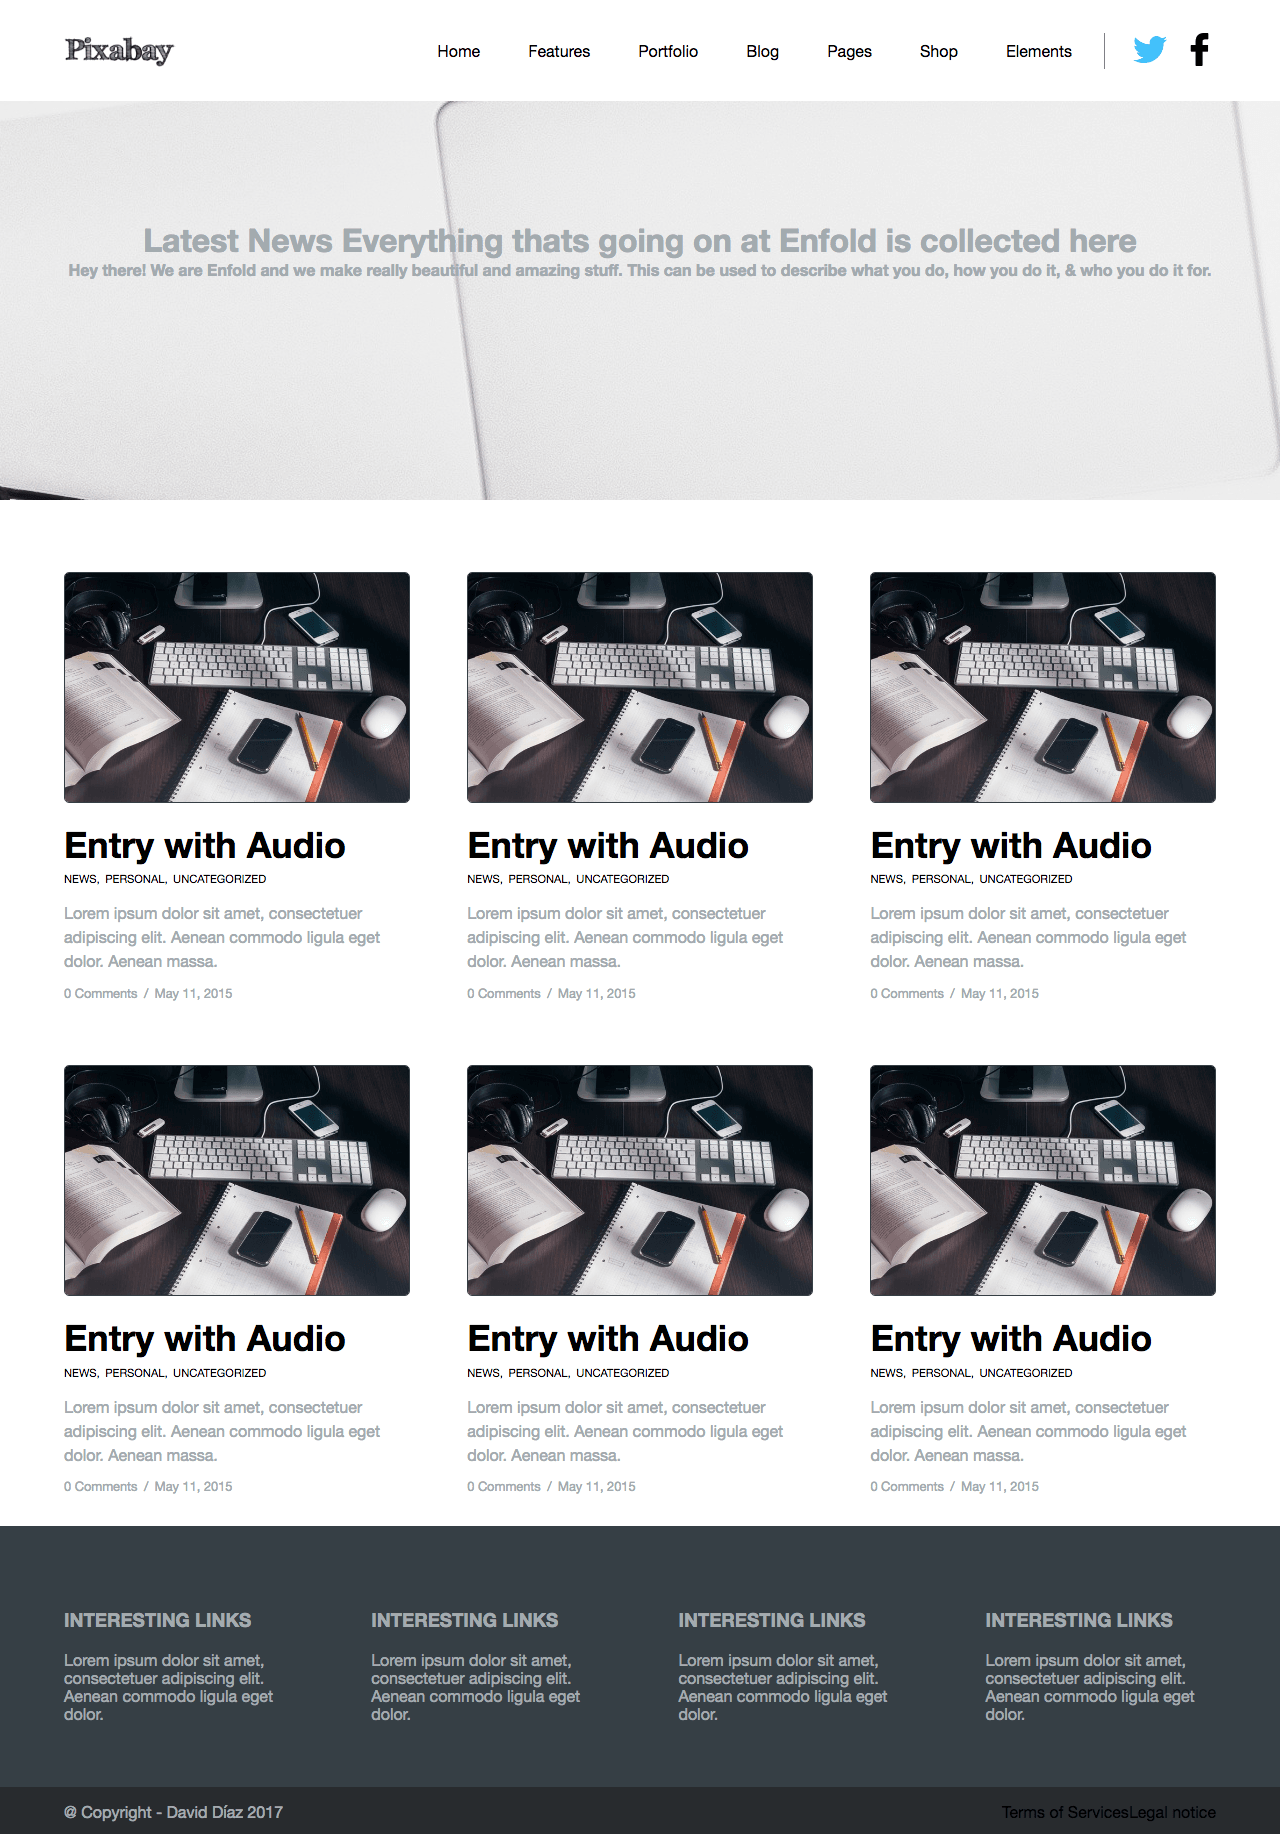 Pixabay
Home Features Portfolio Blog Pages Shop Elements
Latest News Everything thats going on at Enfold is collected here
Hey there! We are Enfold and we make really beautiful and amazing stuff. This can be used to describe what you do, how you do it, & who you do it for.
Entry with Audio
NEWS, PERSONAL, UNCATEGORIZED
Lorem ipsum dolor sit amet, consectetuer
adipiscing elit. Aenean commodo ligula eget
dolor. Aenean massa.
0 Comments / May 11, 2015
Entry with Audio
NEWS, PERSONAL, UNCATEGORIZED
Lorem ipsum dolor sit amet, consectetuer
adipiscing elit. Aenean commodo ligula eget
dolor. Aenean massa.
0 Comments / May 11, 2015
Entry with Audio
NEWS, PERSONAL, UNCATEGORIZED
Lorem ipsum dolor sit amet, consectetuer
adipiscing elit. Aenean commodo ligula eget
dolor. Aenean massa.
0 Comments / May 11, 2015
Entry with Audio
NEWS, PERSONAL, UNCATEGORIZED
Lorem ipsum dolor sit amet, consectetuer
adipiscing elit. Aenean commodo ligula eget
dolor. Aenean massa.
0 Comments / May 11, 2015
Entry with Audio
NEWS, PERSONAL, UNCATEGORIZED
Lorem ipsum dolor sit amet, consectetuer
adipiscing elit. Aenean commodo ligula eget
dolor. Aenean massa.
0 Comments / May 11, 2015
Entry with Audio
NEWS, PERSONAL, UNCATEGORIZED
Lorem ipsum dolor sit amet, consectetuer
adipiscing elit. Aenean commodo ligula eget
dolor. Aenean massa.
0 Comments / May 11, 2015
INTERESTING LINKS
Lorem ipsum dolor sit amet,
consectetuer adipiscing elit.
Aenean commodo ligula eget
dolor.
INTERESTING LINKS
Lorem ipsum dolor sit amet,
consectetuer adipiscing elit.
Aenean commodo ligula eget
dolor.
INTERESTING LINKS
Lorem ipsum dolor sit amet,
consectetuer adipiscing elit.
Aenean commodo ligula eget
dolor.
INTERESTING LINKS
Lorem ipsum dolor sit amet,
consectetuer adipiscing elit.
Aenean commodo ligula eget
dolor.
@ Copyright - David Díaz 2017
Terms of ServicesLegal notice